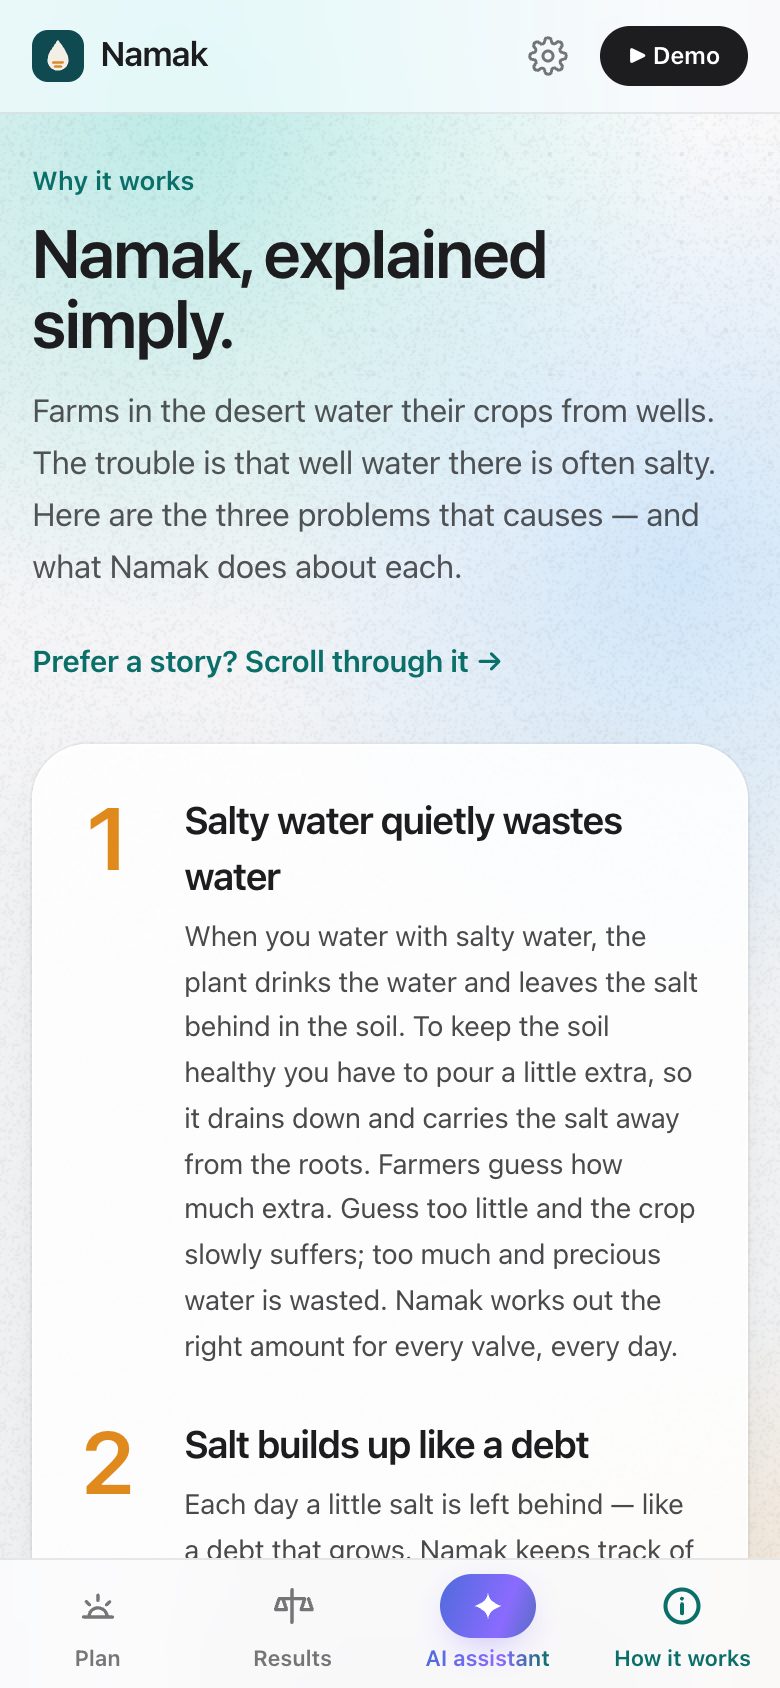 Namak
Demo
Why it works
Namak, explained
simply.
Farms in the desert water their crops from wells.
The trouble is that well water there is often salty.
Here are the three problems that causes — and
what Namak does about each.
Prefer a story? Scroll through it →
1
Salty water quietly wastes
water
When you water with salty water, the
plant drinks the water and leaves the salt
behind in the soil. To keep the soil
healthy you have to pour a little extra, so
it drains down and carries the salt away
from the roots. Farmers guess how
much extra. Guess too little and the crop
slowly suffers; too much and precious
water is wasted. Namak works out the
right amount for every valve, every day.
2
Salt builds up like a debt
Each day a little salt is left behind — like
a debt that grows. Namak keeps track of
Plan
Results
AI assistant
How it works